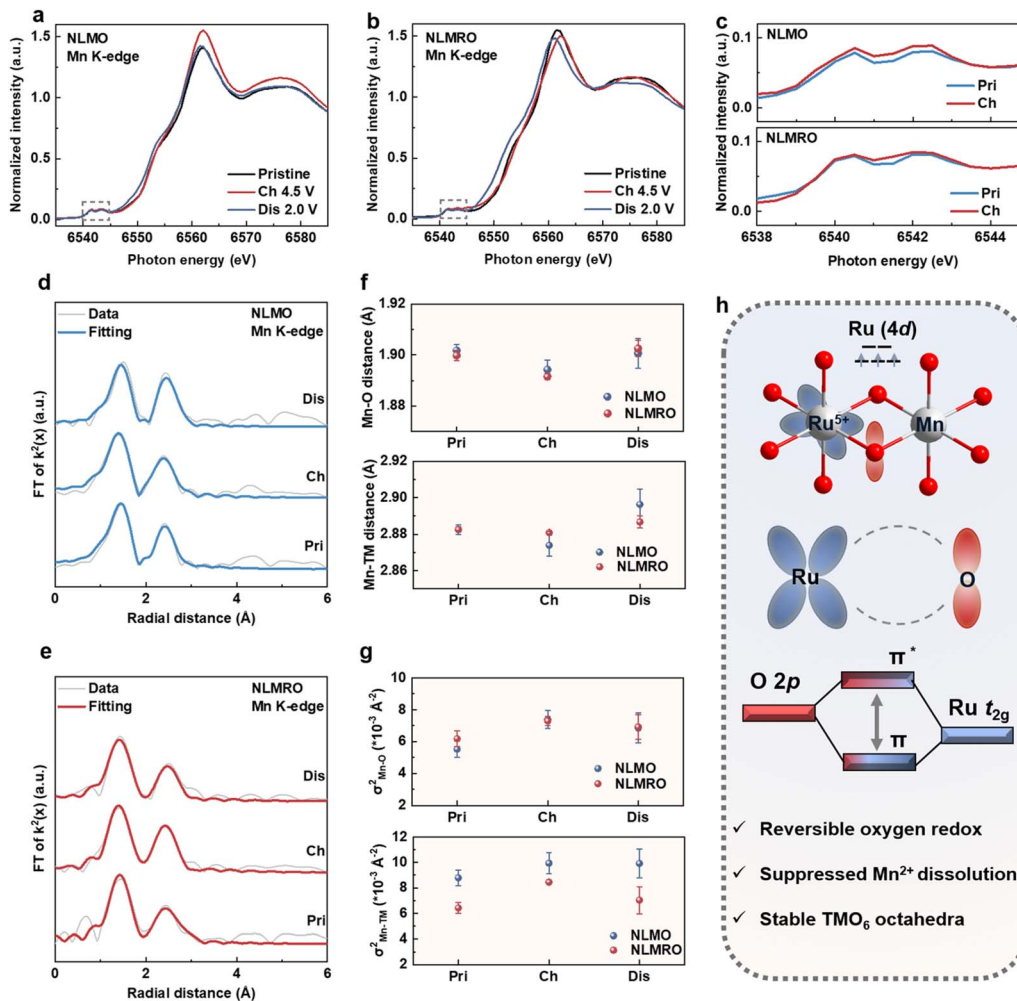 a
NLMO
Mn K-edge
Normalized intensity (a.u.)
1.5
1.0
0.5
0.0
Pristine
Ch 4.5 V
Dis 2.0 V
6540 6550 6560 6570 6580
Photon energy (eV)
b
NLMRO
Mn K-edge
Normalized intensity (a.u.)
1.5
1.0
0.5
0.0
Pristine
Ch 4.5 V
Dis 2.0 V
6540 6550 6560 6570 6580
Photon energy (eV)
c
Normalized intensity (a.u.)
NLMO
0.1
0.0
Pri
Ch
NLMRO
0.1
0.0
Pri
Ch
6538 6540 6542 6544
Photon energy (eV)
d
Data
Fitting
NLMO
Mn K-edge
FT of k²(x) (a.u.)
Dis
Ch
Pri
0 2 4 6
Radial distance (Å)
e
Data
Fitting
NLMRO
Mn K-edge
FT of k²(x) (a.u.)
Dis
Ch
Pri
0 2 4 6
Radial distance (Å)
f
Mn-O distance (Å)
1.92
1.90
1.88
NLMO
NLMRO
Pri Ch Dis
Mn-TM distance (Å)
2.92
2.90
2.88
2.86
NLMO
NLMRO
Pri Ch Dis
g
σ²Mn-O (*10⁻³ Å⁻²)
10
8
6
4
2
NLMO
NLMRO
Pri Ch Dis
σ²Mn-TM (*10⁻³ Å⁻²)
12
10
8
6
4
2
NLMO
NLMRO
Pri Ch Dis
h
Ru (4d)
Ru⁵⁺ Mn
Ru O
π*
O 2p
Ru t₂g
π
✓ Reversible oxygen redox
✓ Suppressed Mn²⁺ dissolution
✓ Stable TMO₆ octahedra